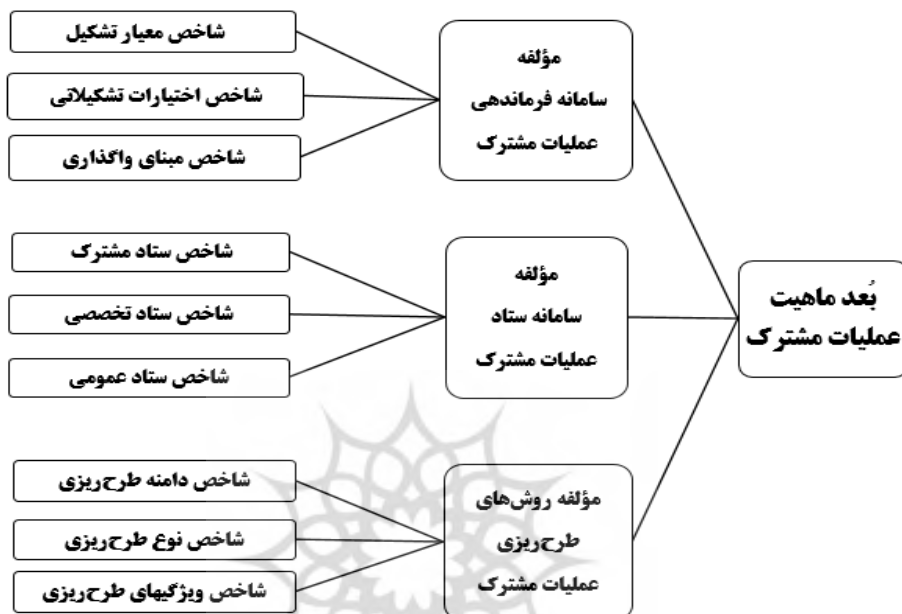 بُعد ماهیت
عملیات مشترک
مؤلفه
سامانه فرماندهی
عملیات مشترک
شاخص معیار تشکیل
شاخص اختیارات تشکیلاتی
شاخص مبنای واگذاری
مؤلفه
سامانه ستاد
عملیات مشترک
شاخص ستاد مشترک
شاخص ستاد تخصصی
شاخص ستاد عمومی
مؤلفه روش‌های
طرح‌ریزی
عملیات مشترک
شاخص دامنه طرح‌ریزی
شاخص نوع طرح‌ریزی
شاخص ویژگیهای طرح‌ریزی